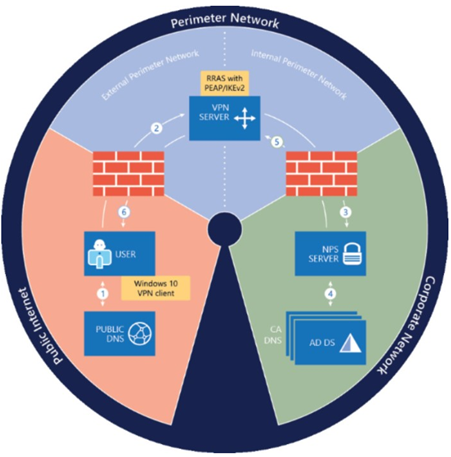 Perimeter Network
External Perimeter Network
Internal Perimeter Network
RRAS with
PEAP/IKEv2
VPN
SERVER
2
5
6
3
USER
NPS
SERVER
Windows 10
VPN client
1
4
PUBLIC
DNS
CA
DNS
AD DS
Public Internet
Corporate Network